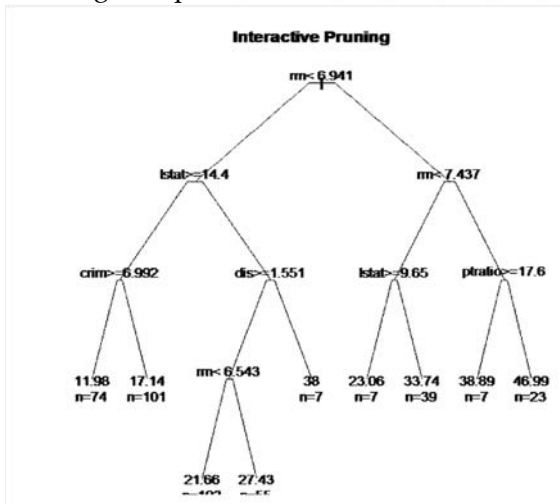 Interactive Pruning
rm< 6.941
lstat>=14.4
rm< 7.437
crim>=6.992
dis>=1.551
lstat>=9.65
ptratio>=17.6
11.98
n=74
17.14
n=101
rm< 6.543
38
n=7
23.06
n=7
33.74
n=39
38.89
n=7
46.99
n=23
21.66
27.43